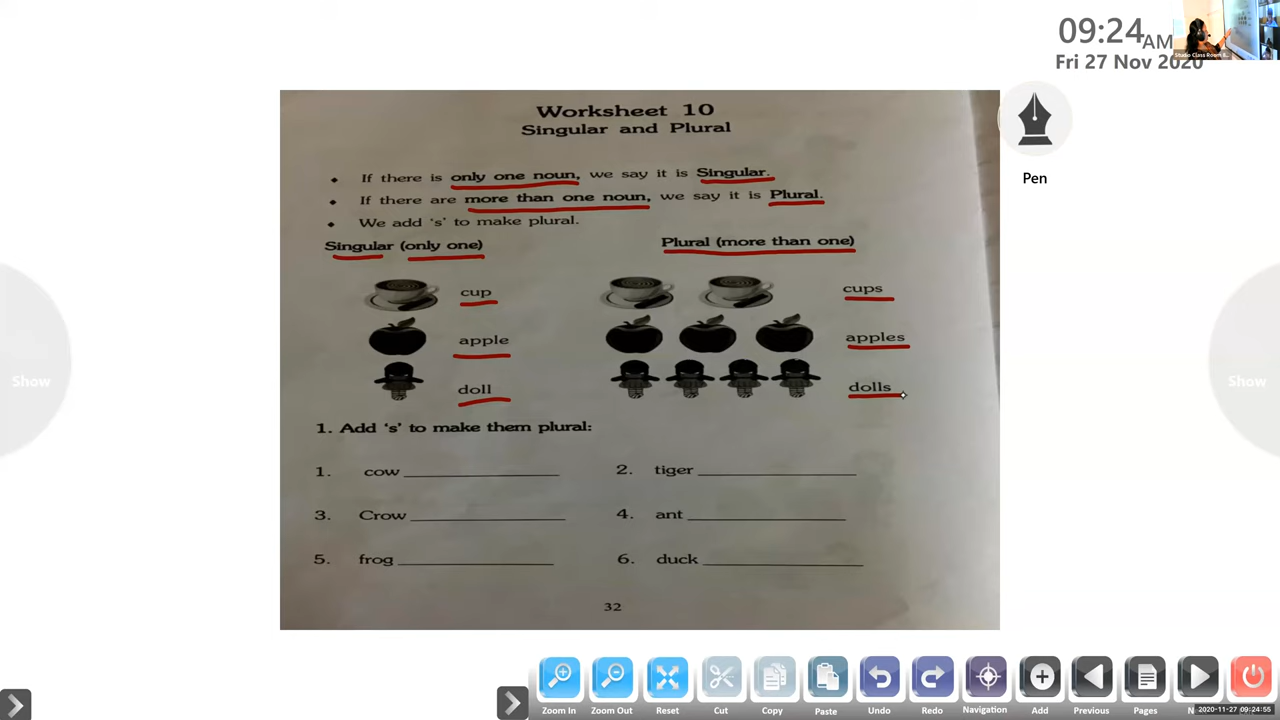 09:24 AM
Fri 27 Nov 2020
Worksheet 10
Singular and Plural
If there is only one noun, we say it is Singular.
If there are more than one noun, we say it is Plural.
We add 's' to make plural.
Singular (only one) Plural (more than one)
cup cups
apple apples
doll dolls
1. Add 's' to make them plural:
1. cow 2. tiger
3. Crow 4. ant
5. frog 6. duck
32
Pen
Show Show
Zoom In Zoom Out Reset Cut Copy Paste Undo Redo Navigation Add Previous Pages
2020-11-27 09:24:55